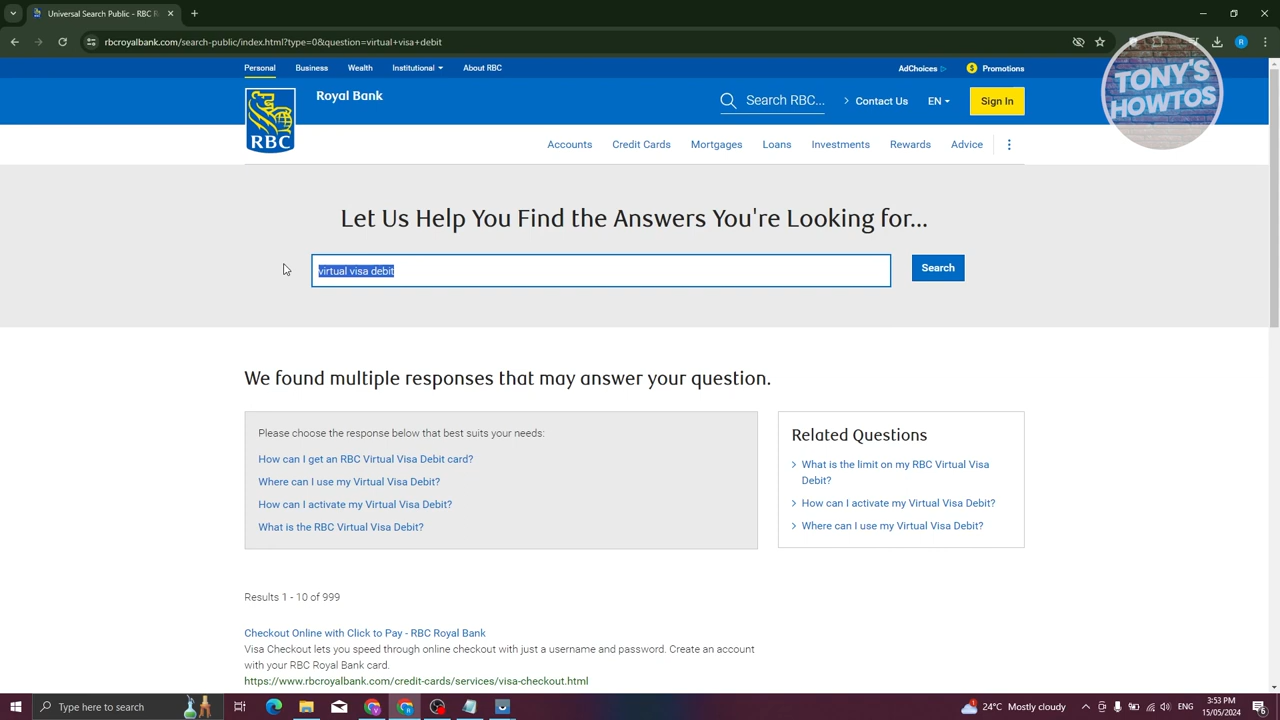 Universal Search Public - RBC R
rbcroyalbank.com/search-public/index.html?type=0&question=virtual+visa+debit
Personal
Business
Wealth
Institutional
About RBC
AdChoices
Promotions
TONY'S
HOWTOS
RBC
Royal Bank
Search RBC...
Contact Us
EN
Sign In
Accounts
Credit Cards
Mortgages
Loans
Investments
Rewards
Advice
Let Us Help You Find the Answers You're Looking for...
virtual visa debit
Search
We found multiple responses that may answer your question.
Please choose the response below that best suits your needs:
How can I get an RBC Virtual Visa Debit card?
Where can I use my Virtual Visa Debit?
How can I activate my Virtual Visa Debit?
What is the RBC Virtual Visa Debit?
Related Questions
What is the limit on my RBC Virtual Visa
Debit?
How can I activate my Virtual Visa Debit?
Where can I use my Virtual Visa Debit?
Results 1 - 10 of 999
Checkout Online with Click to Pay - RBC Royal Bank
Visa Checkout lets you speed through online checkout with just a username and password. Create an account
with your RBC Royal Bank card.
https://www.rbcroyalbank.com/credit-cards/services/visa-checkout.html
Type here to search
24°C Mostly cloudy
3:53 PM
15/05/2024